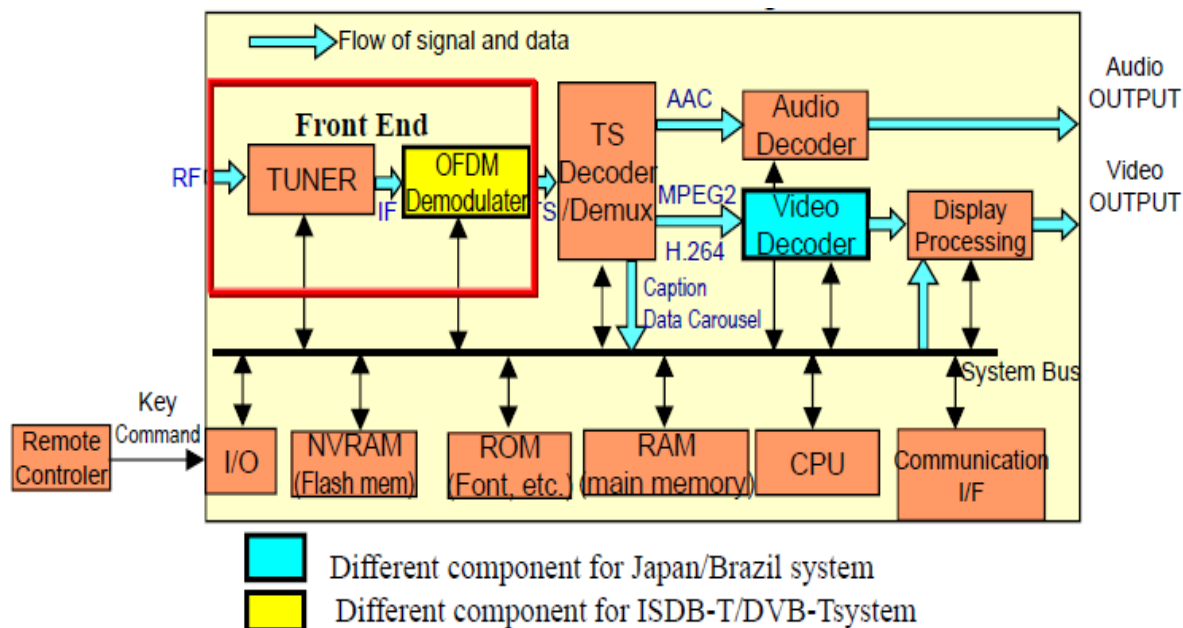 Flow of signal and data
Audio
OUTPUT
Video
OUTPUT
Front End
RF
TUNER
IF
OFDM
Demodulater
TS
TS
Decoder
/Demux
AAC
Audio
Decoder
MPEG2
H.264
Video
Decoder
Display
Processing
Caption
Data Carousel
System Bus
Key
Command
Remote
Controler
I/O
NVRAM
(Flash mem)
ROM
(Font, etc.)
RAM
(main memory)
CPU
Communication
I/F
Different component for Japan/Brazil system
Different component for ISDB-T/DVB-Tsystem